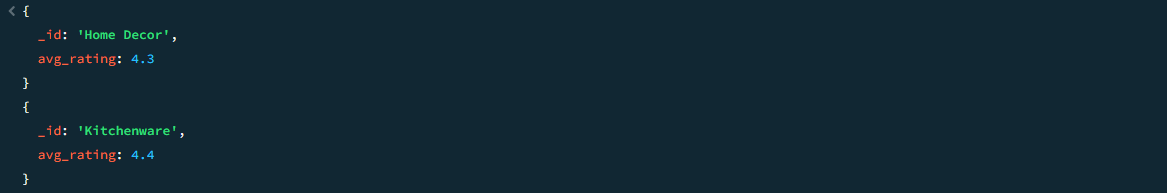 {
_id: 'Home Decor',
avg_rating: 4.3
}
{
_id: 'Kitchenware',
avg_rating: 4.4
}